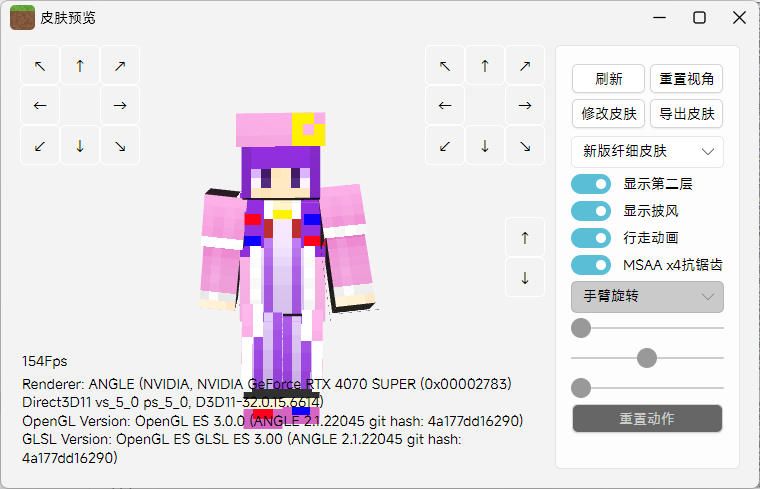 皮肤预览
↖ ↑ ↗
← →
↙ ↓ ↘
↖ ↑ ↗
← →
↙ ↓ ↘
↑
↓
刷新 重置视角
修改皮肤 导出皮肤
新版纤细皮肤
显示第二层
显示披风
行走动画
MSAA x4抗锯齿
手臂旋转
重置动作
154Fps
Renderer: ANGLE (NVIDIA, NVIDIA GeForce RTX 4070 SUPER (0x00002783)
Direct3D11 vs_5_0 ps_5_0, D3D11-32.0.15.6614)
OpenGL Version: OpenGL ES 3.0.0 (ANGLE 2.1.22045 git hash: 4a177dd16290)
GLSL Version: OpenGL ES GLSL ES 3.00 (ANGLE 2.1.22045 git hash:
4a177dd16290)